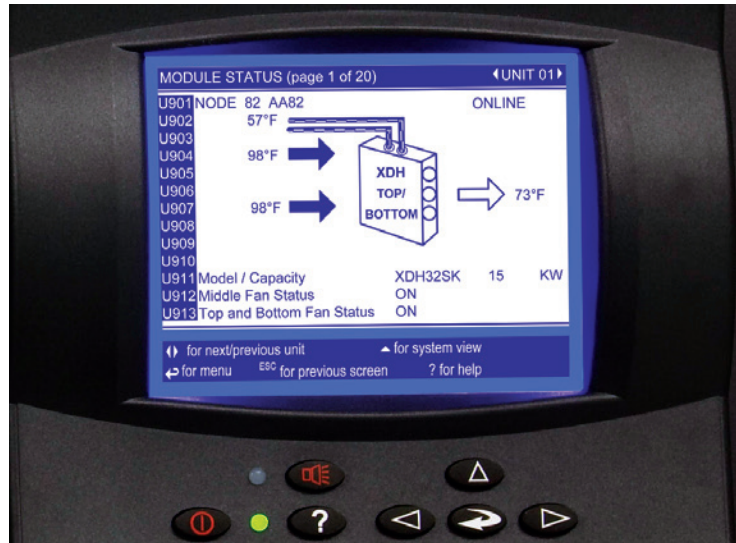 MODULE STATUS (page 1 of 20) UNIT 01
U901 NODE 82 AA82 ONLINE
U902 57°F
U903
U904 98°F
U905 XDH
U906 TOP/
U907 98°F BOTTOM 73°F
U908
U909
U910
U911 Model / Capacity XDH32SK 15 KW
U912 Middle Fan Status ON
U913 Top and Bottom Fan Status ON
for next/previous unit for system view
for menu ESC for previous screen ? for help
?